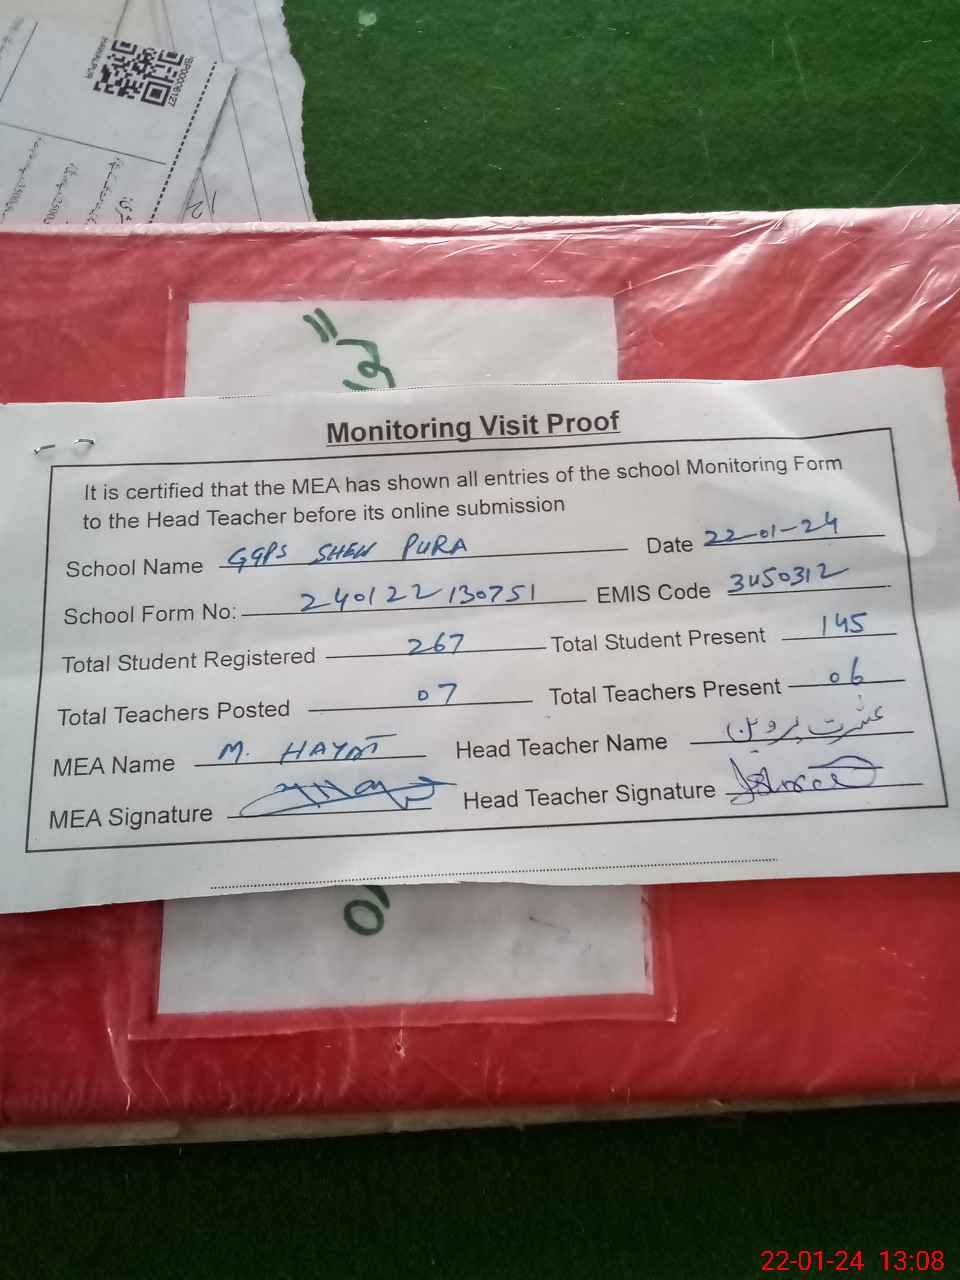 SP00006127
MANKPUR
Monitoring Visit Proof
It is certified that the MEA has shown all entries of the school Monitoring Form
to the Head Teacher before its online submission
School Name GGPS SHEW PURA Date 22-01-24
School Form No: 240122130751 EMIS Code 3450312
Total Student Registered 267 Total Student Present 145
Total Teachers Posted 07 Total Teachers Present 06
MEA Name M. HAYAT Head Teacher Name عشرت پروین
MEA Signature Head Teacher Signature
22-01-24 13:08